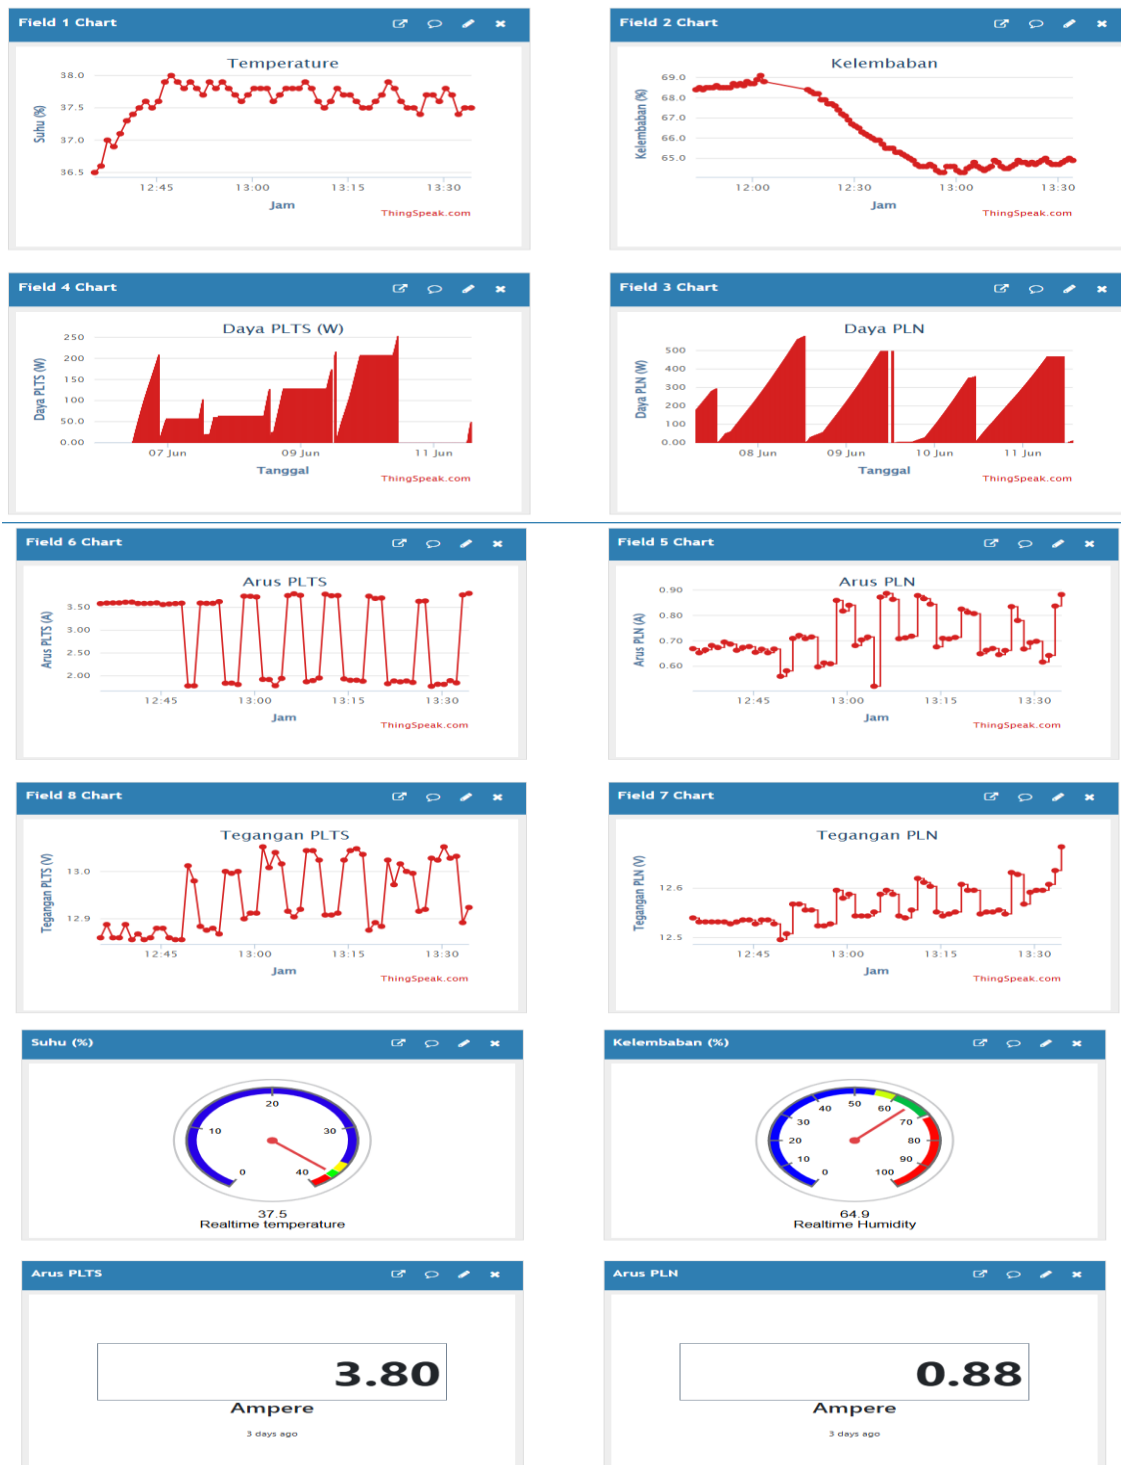 Field 1 Chart
Temperature
38.0
37.5
37.0
36.5
Suhu (%)
12:45 13:00 13:15 13:30
Jam
ThingSpeak.com
Field 2 Chart
Kelembaban
69.0
68.0
67.0
66.0
65.0
Kelembaban (%)
12:00 12:30 13:00 13:30
Jam
ThingSpeak.com
Field 4 Chart
Daya PLTS (W)
250
200
150
100
50.0
0.00
Daya PLTS (W)
07 Jun 09 Jun 11 Jun
Tanggal
ThingSpeak.com
Field 3 Chart
Daya PLN
500
400
300
200
100
0.00
Daya PLN (W)
08 Jun 09 Jun 10 Jun 11 Jun
Tanggal
ThingSpeak.com
Field 6 Chart
Arus PLTS
3.50
3.00
2.50
2.00
Arus PLTS (A)
12:45 13:00 13:15 13:30
Jam
ThingSpeak.com
Field 5 Chart
Arus PLN
0.90
0.80
0.70
0.60
Arus PLN (A)
12:45 13:00 13:15 13:30
Jam
ThingSpeak.com
Field 8 Chart
Tegangan PLTS
13.0
12.9
Tegangan PLTS (V)
12:45 13:00 13:15 13:30
Jam
ThingSpeak.com
Field 7 Chart
Tegangan PLN
12.6
12.5
Tegangan PLN (V)
12:45 13:00 13:15 13:30
Jam
ThingSpeak.com
Suhu (%)
0 10 20 30 40
37.5
Realtime temperature
Kelembaban (%)
0 10 20 30 40 50 60 70 80 90 100
64.9
Realtime Humidity
Arus PLTS
3.80
Ampere
3 days ago
Arus PLN
0.88
Ampere
3 days ago